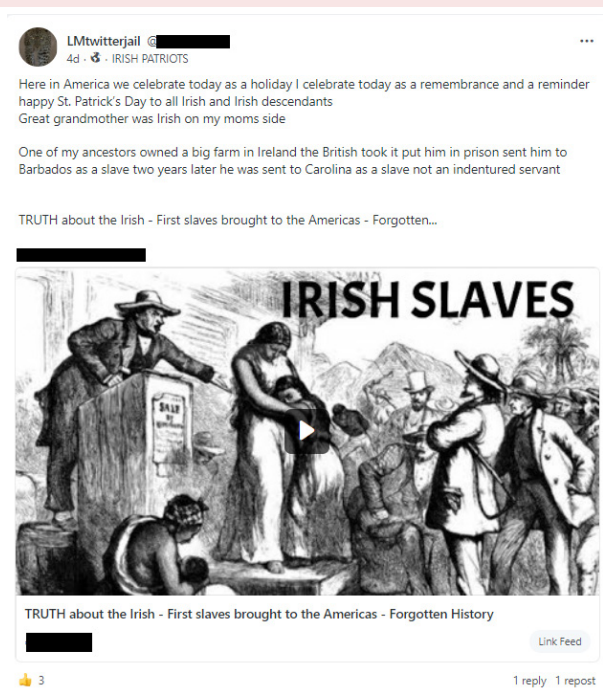 LMtwitterjail @
4d · IRISH PATRIOTS
Here in America we celebrate today as a holiday I celebrate today as a remembrance and a reminder
happy St. Patrick's Day to all Irish and Irish descendants
Great grandmother was Irish on my moms side
One of my ancestors owned a big farm in Ireland the British took it put him in prison sent him to
Barbados as a slave two years later he was sent to Carolina as a slave not an indentured servant
TRUTH about the Irish - First slaves brought to the Americas - Forgotten...
IRISH SLAVES
SALE
TRUTH about the Irish - First slaves brought to the Americas - Forgotten History
Link Feed
3
1 reply 1 repost